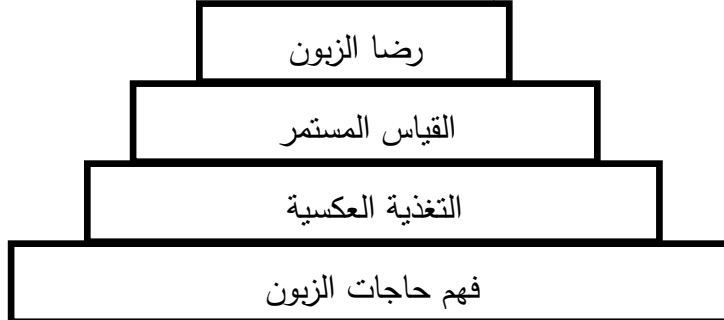 رضا الزبون
القياس المستمر
التغذية العكسية
فهم حاجات الزبون